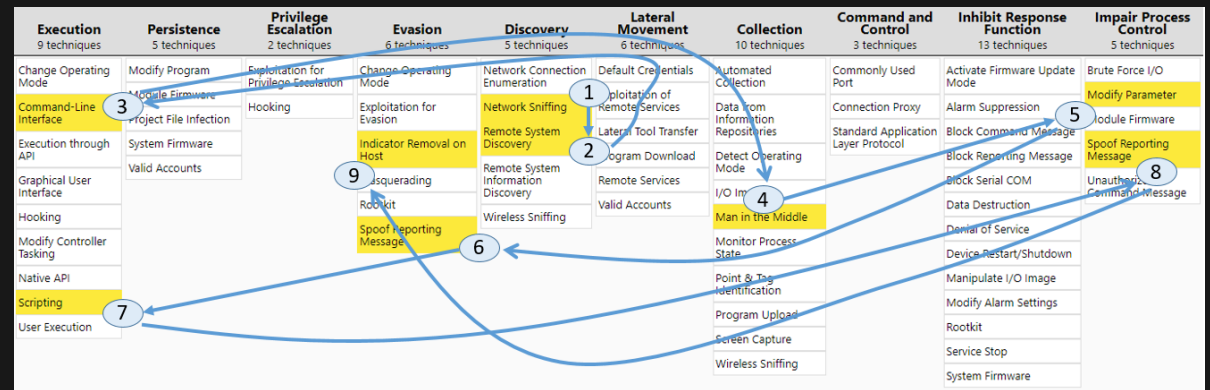 Execution
9 techniques
Change Operating
Mode
Command-Line
Interface
3
Execution through
API
Graphical User
Interface
Hooking
Modify Controller
Tasking
Native API
Scripting
7
User Execution
Persistence
5 techniques
Modify Program
Module Firmware
Project File Infection
System Firmware
Valid Accounts
Privilege
Escalation
2 techniques
Exploitation for
Privilege Escalation
Hooking
Evasion
6 techniques
Change Operating
Mode
Exploitation for
Evasion
Indicator Removal on
Host
9
Masquerading
Rootkit
Spoof Reporting
Message
6
Discovery
5 techniques
Network Connection
Enumeration
1
Network Sniffing
Remote System
Discovery
2
Remote System
Information
Discovery
Wireless Sniffing
Lateral
Movement
6 techniques
Default Credentials
Exploitation of
Remote Services
Lateral Tool Transfer
Program Download
Remote Services
Valid Accounts
Collection
10 techniques
Automated
Collection
Data from
Information
Repositories
Detect Operating
Mode
I/O
4
Man in the Middle
Monitor Process
State
Point & Tag
Identification
Program Upload
Screen Capture
Wireless Sniffing
Command and
Control
3 techniques
Commonly Used
Port
Connection Proxy
Standard Application
Layer Protocol
Inhibit Response
Function
13 techniques
Activate Firmware Update
Mode
Alarm Suppression
5
Block Command Message
Block Reporting Message
Block Serial COM
Data Destruction
Denial of Service
Device Restart/Shutdown
Manipulate I/O Image
Modify Alarm Settings
Rootkit
Service Stop
System Firmware
Impair Process
Control
5 techniques
Brute Force I/O
Modify Parameter
Module Firmware
Spoof Reporting
Message
8
Unauthorized
Command Message